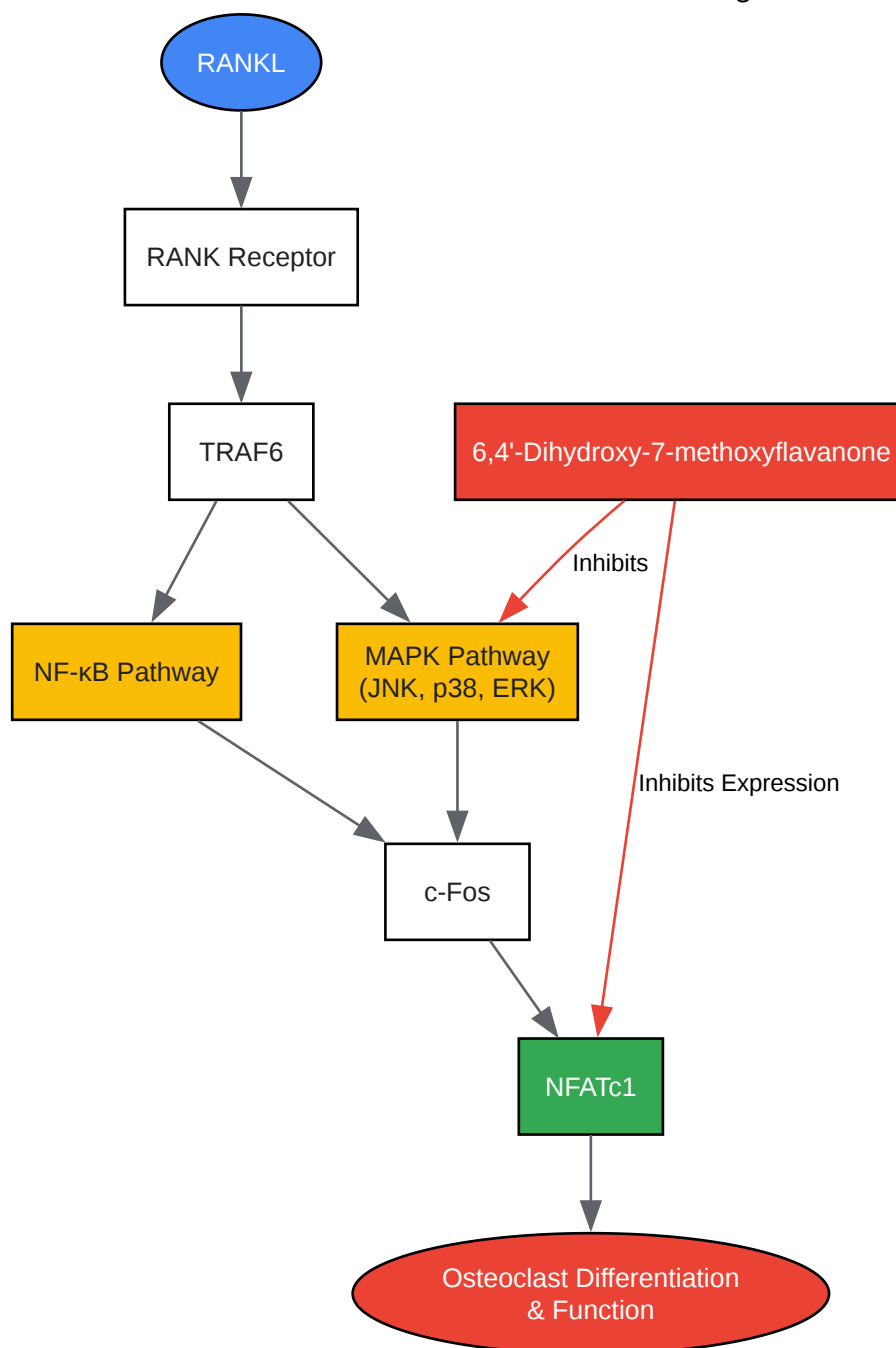 RANKL
RANK Receptor
TRAF6
6,4'-Dihydroxy-7-methoxyflavanone
Inhibits
NF-κB Pathway
MAPK Pathway
(JNK, p38, ERK)
Inhibits Expression
c-Fos
NFATc1
Osteoclast Differentiation
& Function